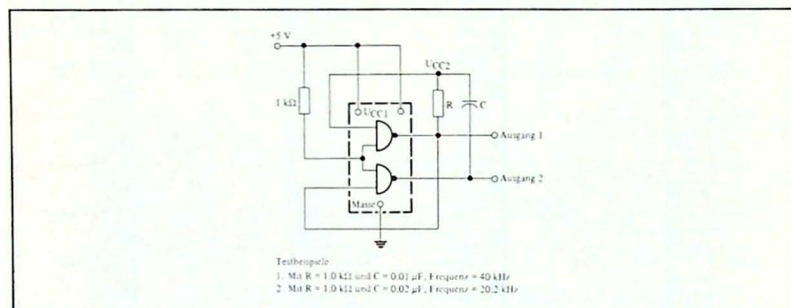 +5 V
UCC2
1 kΩ
UCC1
R
C
Ausgang 1
Ausgang 2
Masse
Testbeispiele
1. Mit R = 1.0 kΩ und C = 0.01 µF, Frequenz = 40 kHz
2. Mit R = 1.0 kΩ und C = 0.02 µF, Frequenz = 20.2 kHz